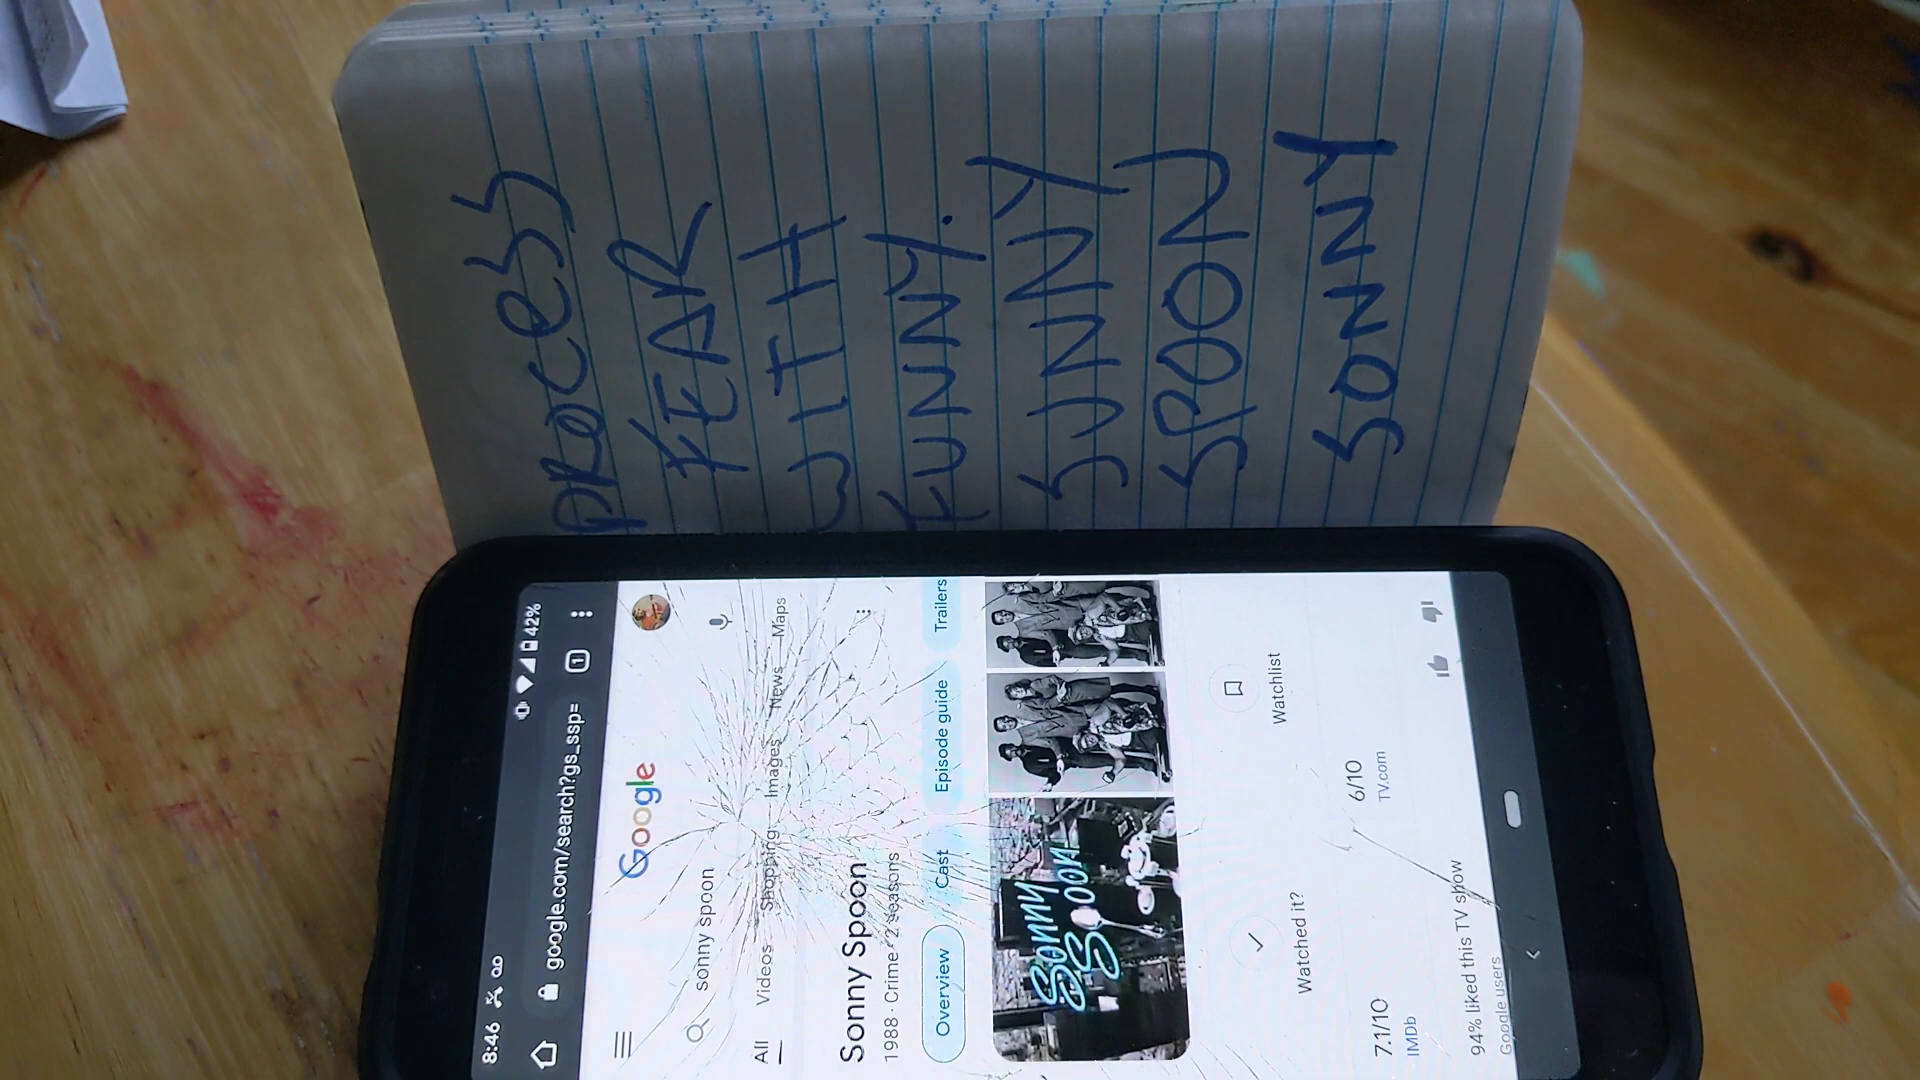 PROCeSS
FEAR
WITH
FUNNY.
SUNNY
SPOON
SONNY
8:46
42%
google.com/search?gs_ssp=
1
Google
sonny spoon
All Videos Shopping Images News Maps
Sonny Spoon
1988 · Crime · 2 seasons
Overview Cast Episode guide Trailers
Sonny
Spoon
Watched it? Watchlist
7.1/10 6/10
IMDb TV.com
94% liked this TV show
Google users